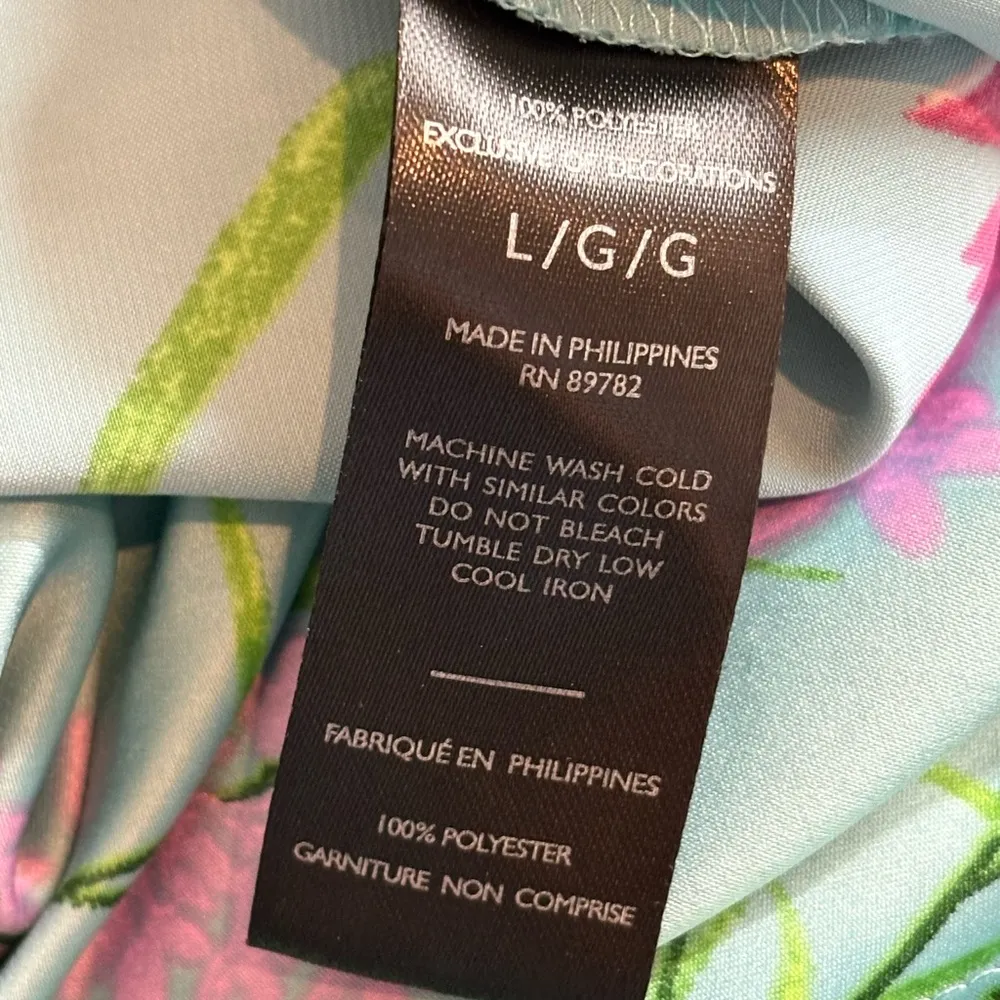 100% POLYESTER
EXCLUSIVE OF DECORATIONS
L/G/G
MADE IN PHILIPPINES
RN 89782
MACHINE WASH COLD
WITH SIMILAR COLORS
DO NOT BLEACH
TUMBLE DRY LOW
COOL IRON
FABRIQUÉ EN PHILIPPINES
100% POLYESTER
GARNITURE NON COMPRISE